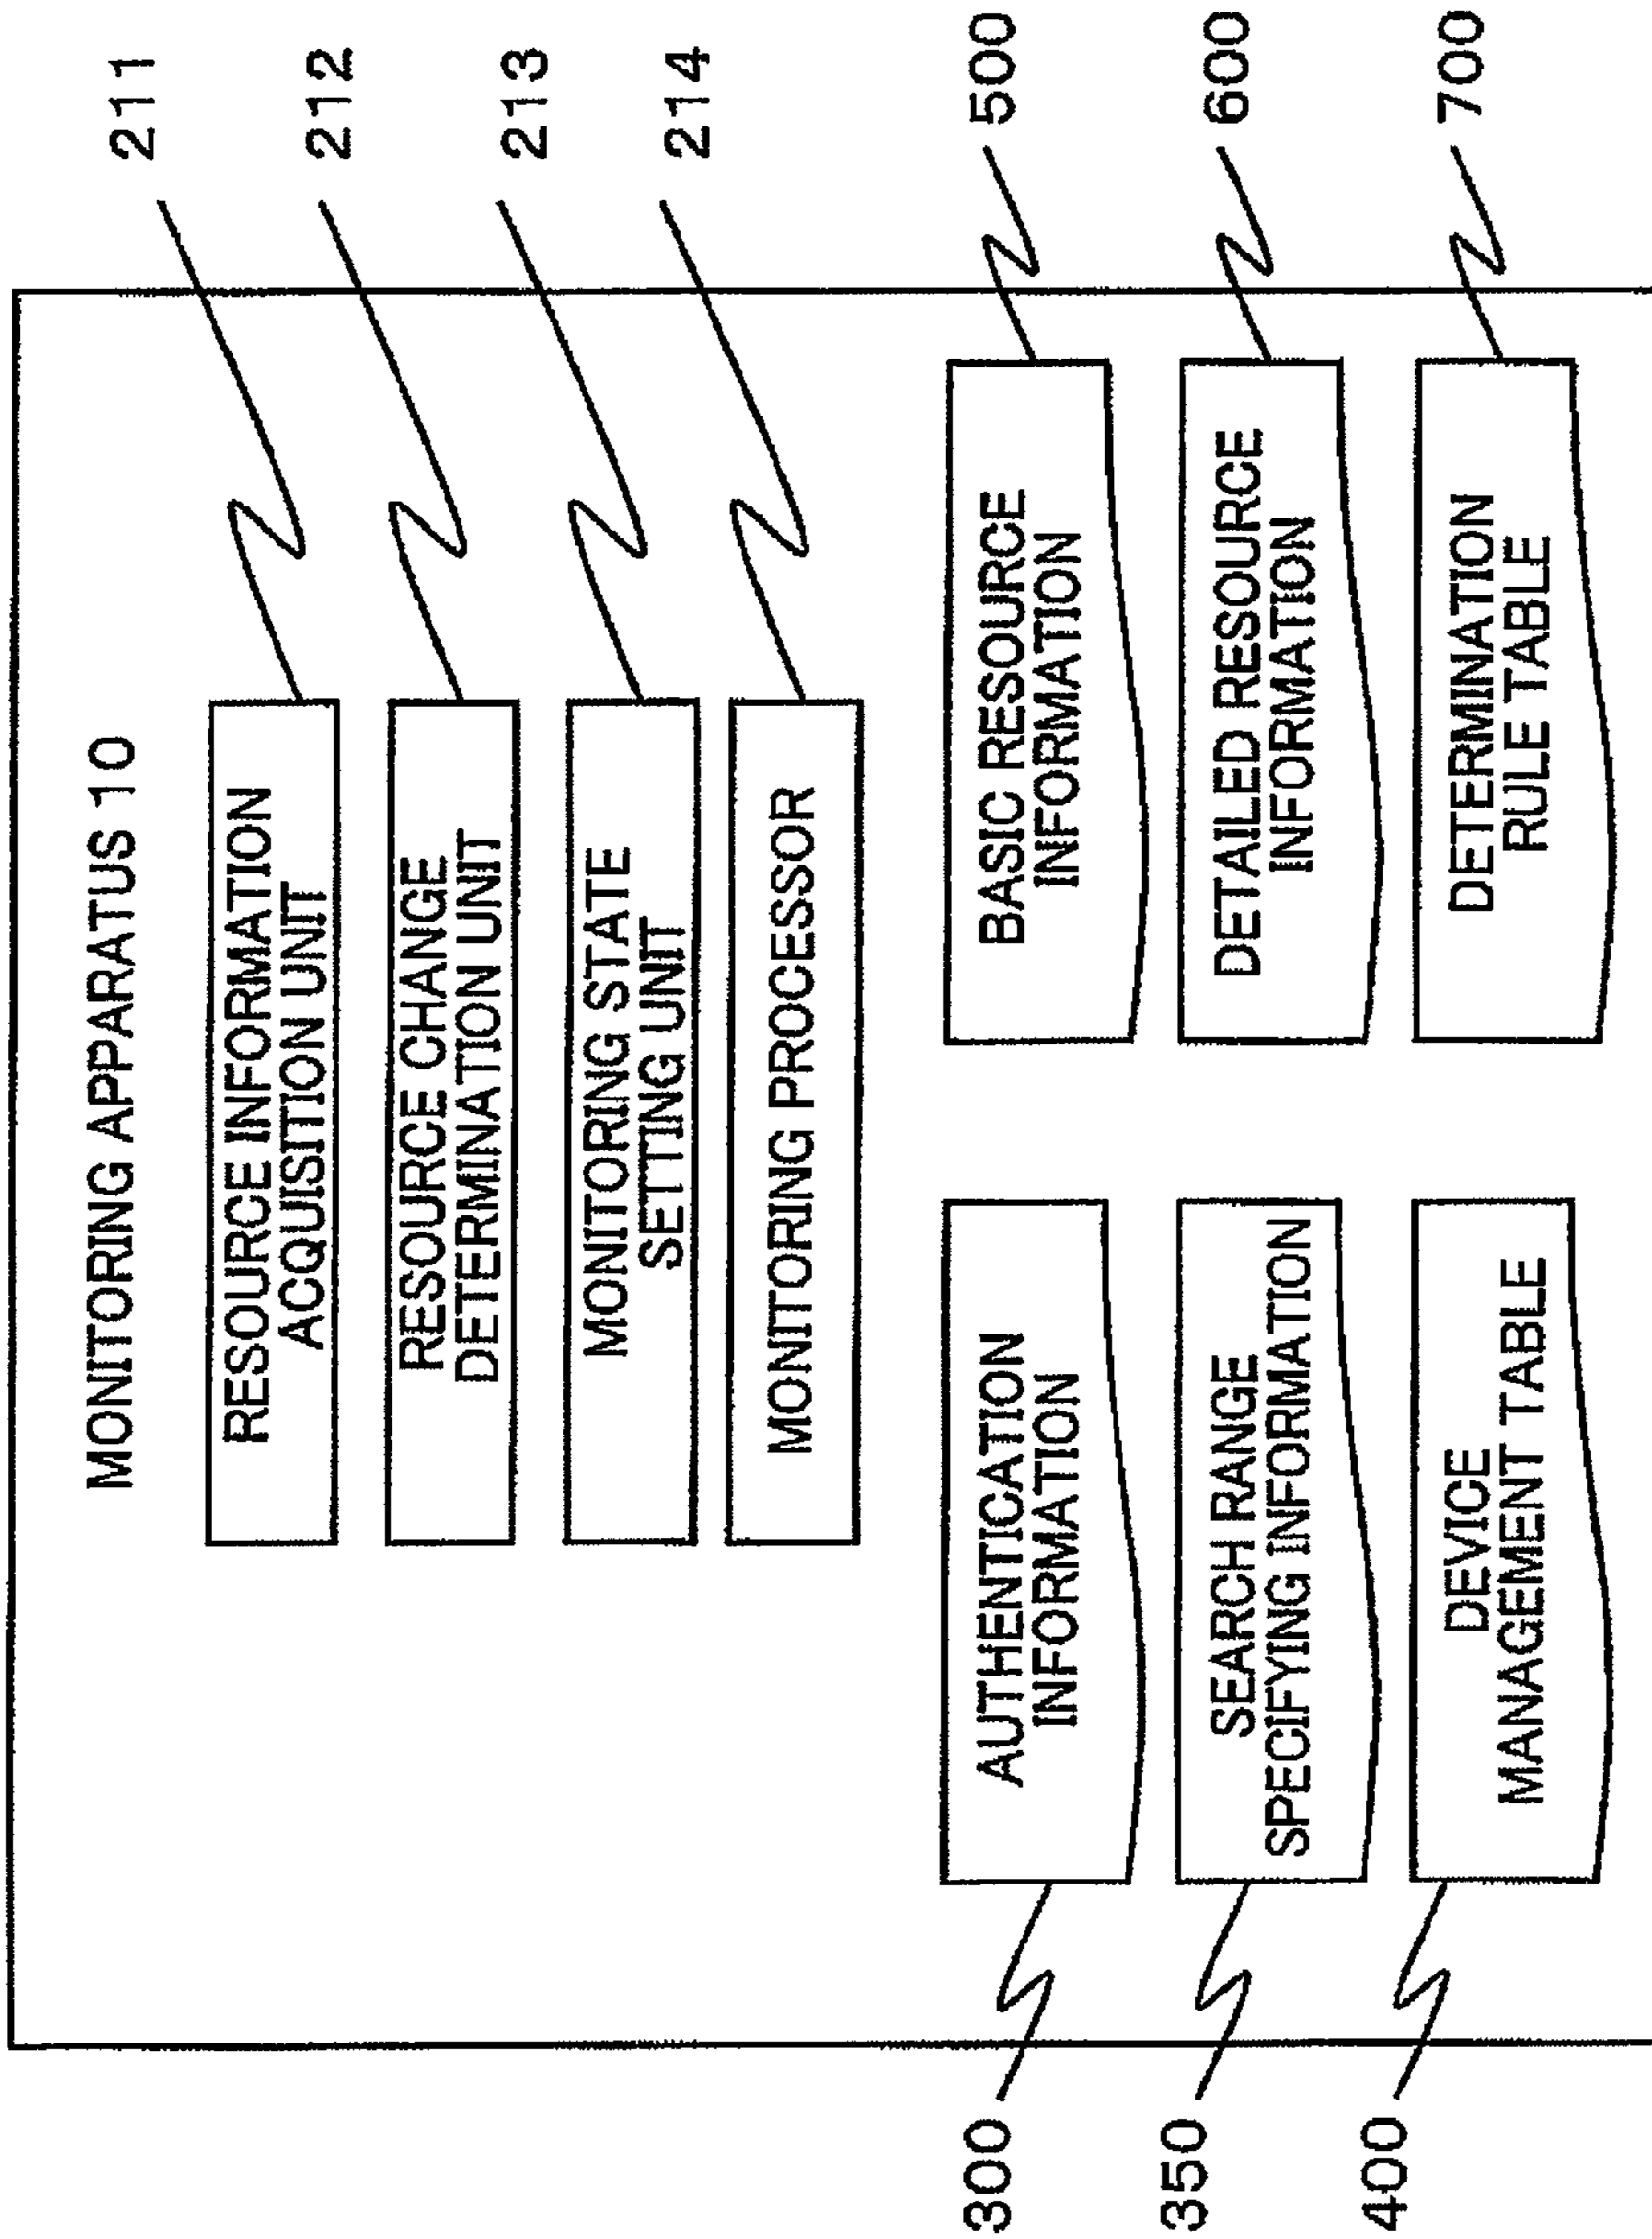 MONITORING APPARATUS 10
RESOURCE INFORMATION
ACQUISITION UNIT
211
RESOURCE CHANGE
DETERMINATION UNIT
212
MONITORING STATE
SETTING UNIT
213
MONITORING PROCESSOR
214
300
AUTHENTICATION
INFORMATION
BASIC RESOURCE
INFORMATION
500
350
SEARCH RANGE
SPECIFYING INFORMATION
DETAILED RESOURCE
INFORMATION
600
400
DEVICE
MANAGEMENT TABLE
DETERMINATION
RULE TABLE
700